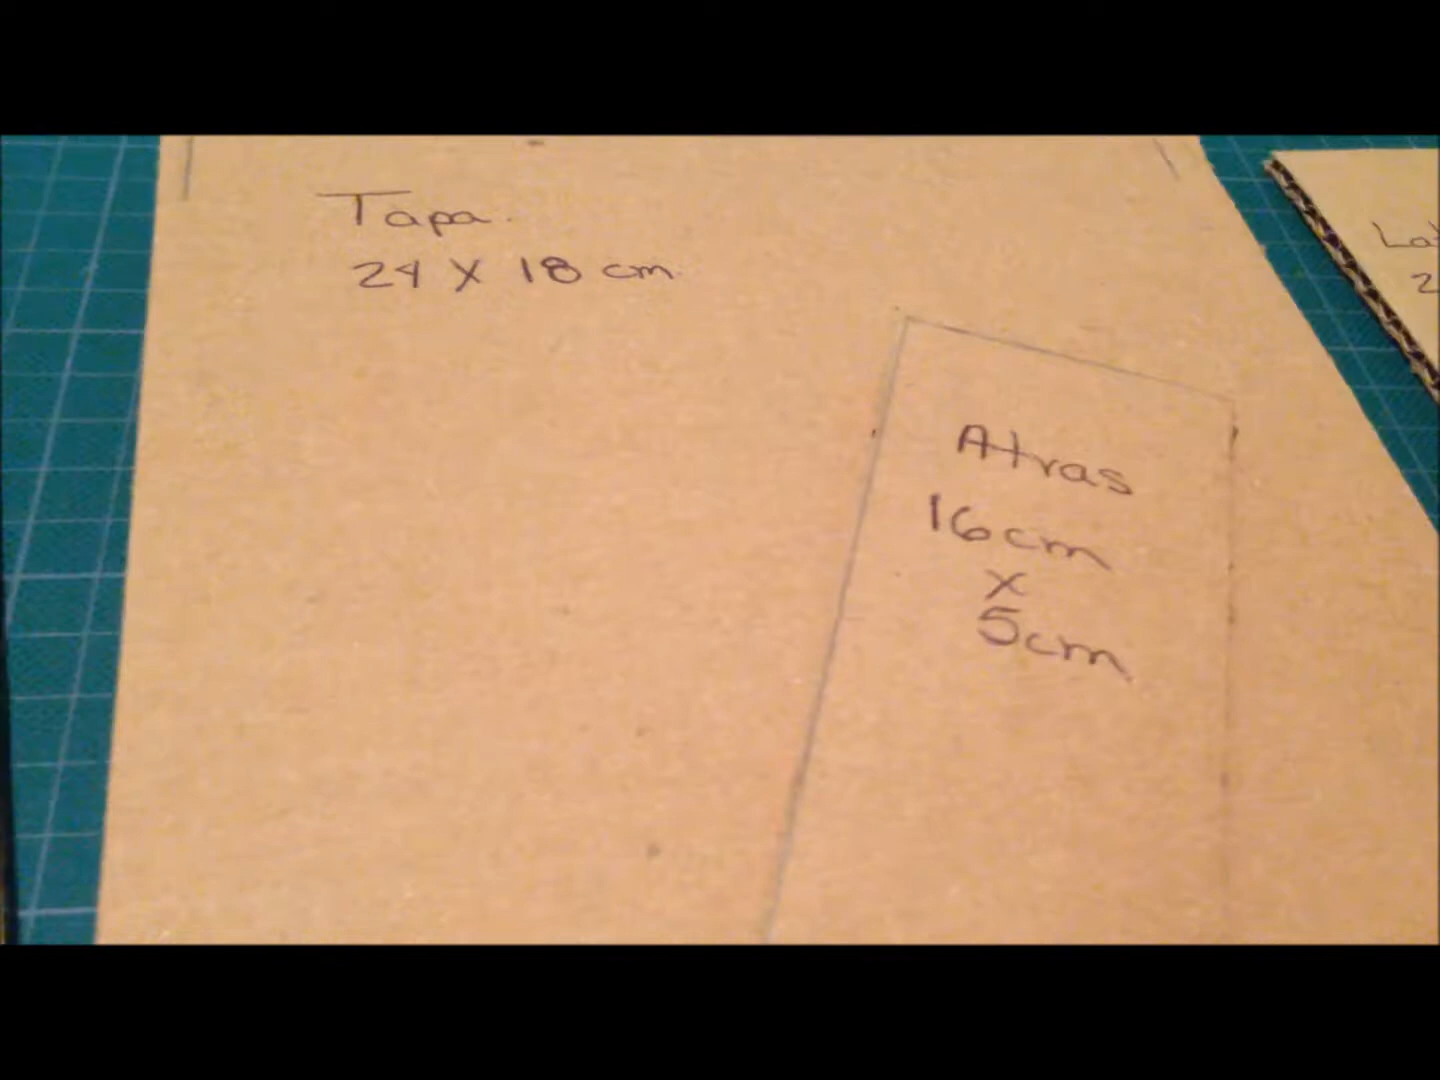 Tapa.
24 X 18 cm
Atras
16cm
x
5cm